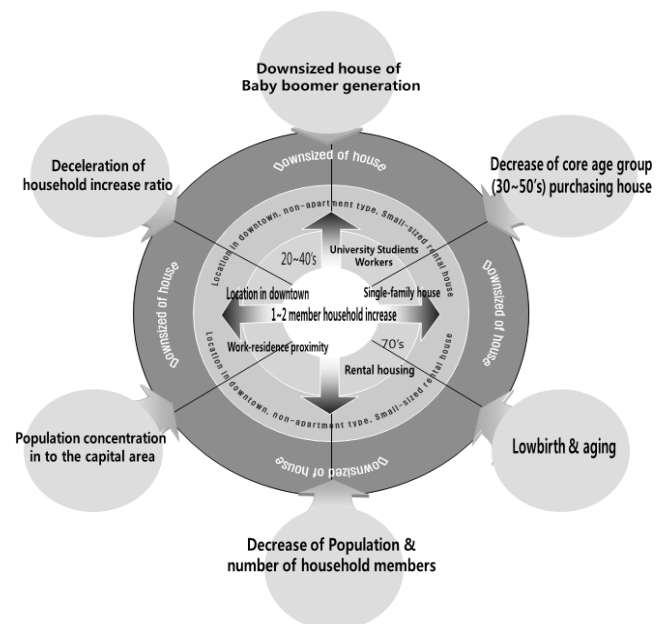 Downsized house of
Baby boomer generation
Deceleration of
household increase ratio
Decrease of core age group
(30~50's) purchasing house
Downsized of house
Location in downtown, non-apartment type, Small-sized rental house
20~40's
University Students
Workers
Location in downtown
Single-family house
1~2 member household increase
Work-residence proximity
70's
Rental housing
Location in downtown, non-apartment type, Small-sized rental house
Downsized of house
Downsized of house
Downsized of house
Population concentration
in to the capital area
Lowbirth & aging
Decrease of Population &
number of household members